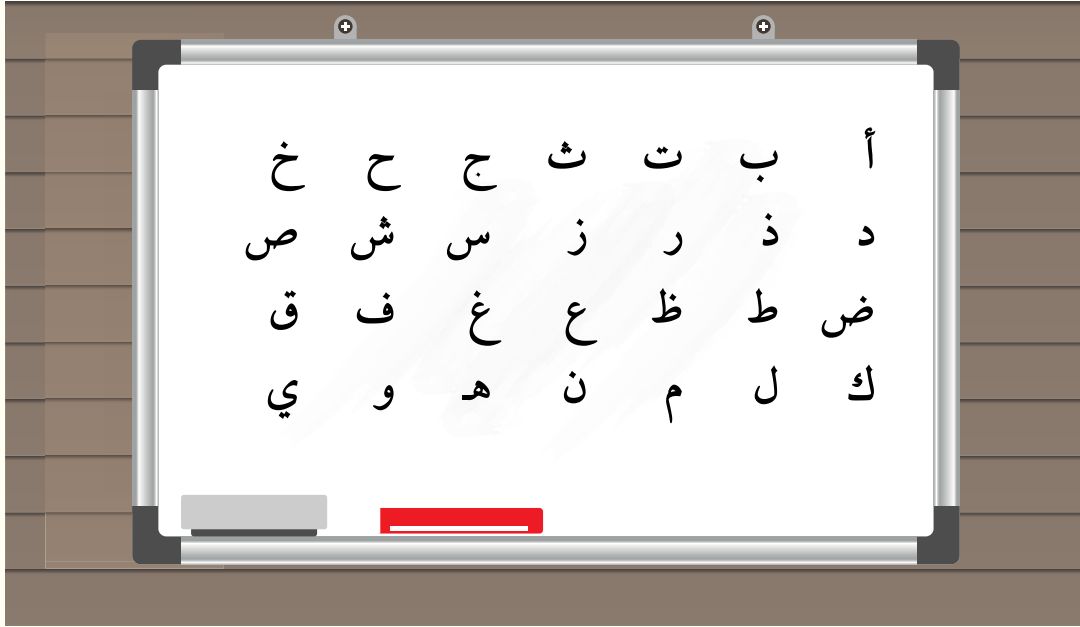 أ ب ت ث ج ح خ
د ذ ر ز س ش ص
ض ط ظ ع غ ف ق
ك ل م ن هـ و ي